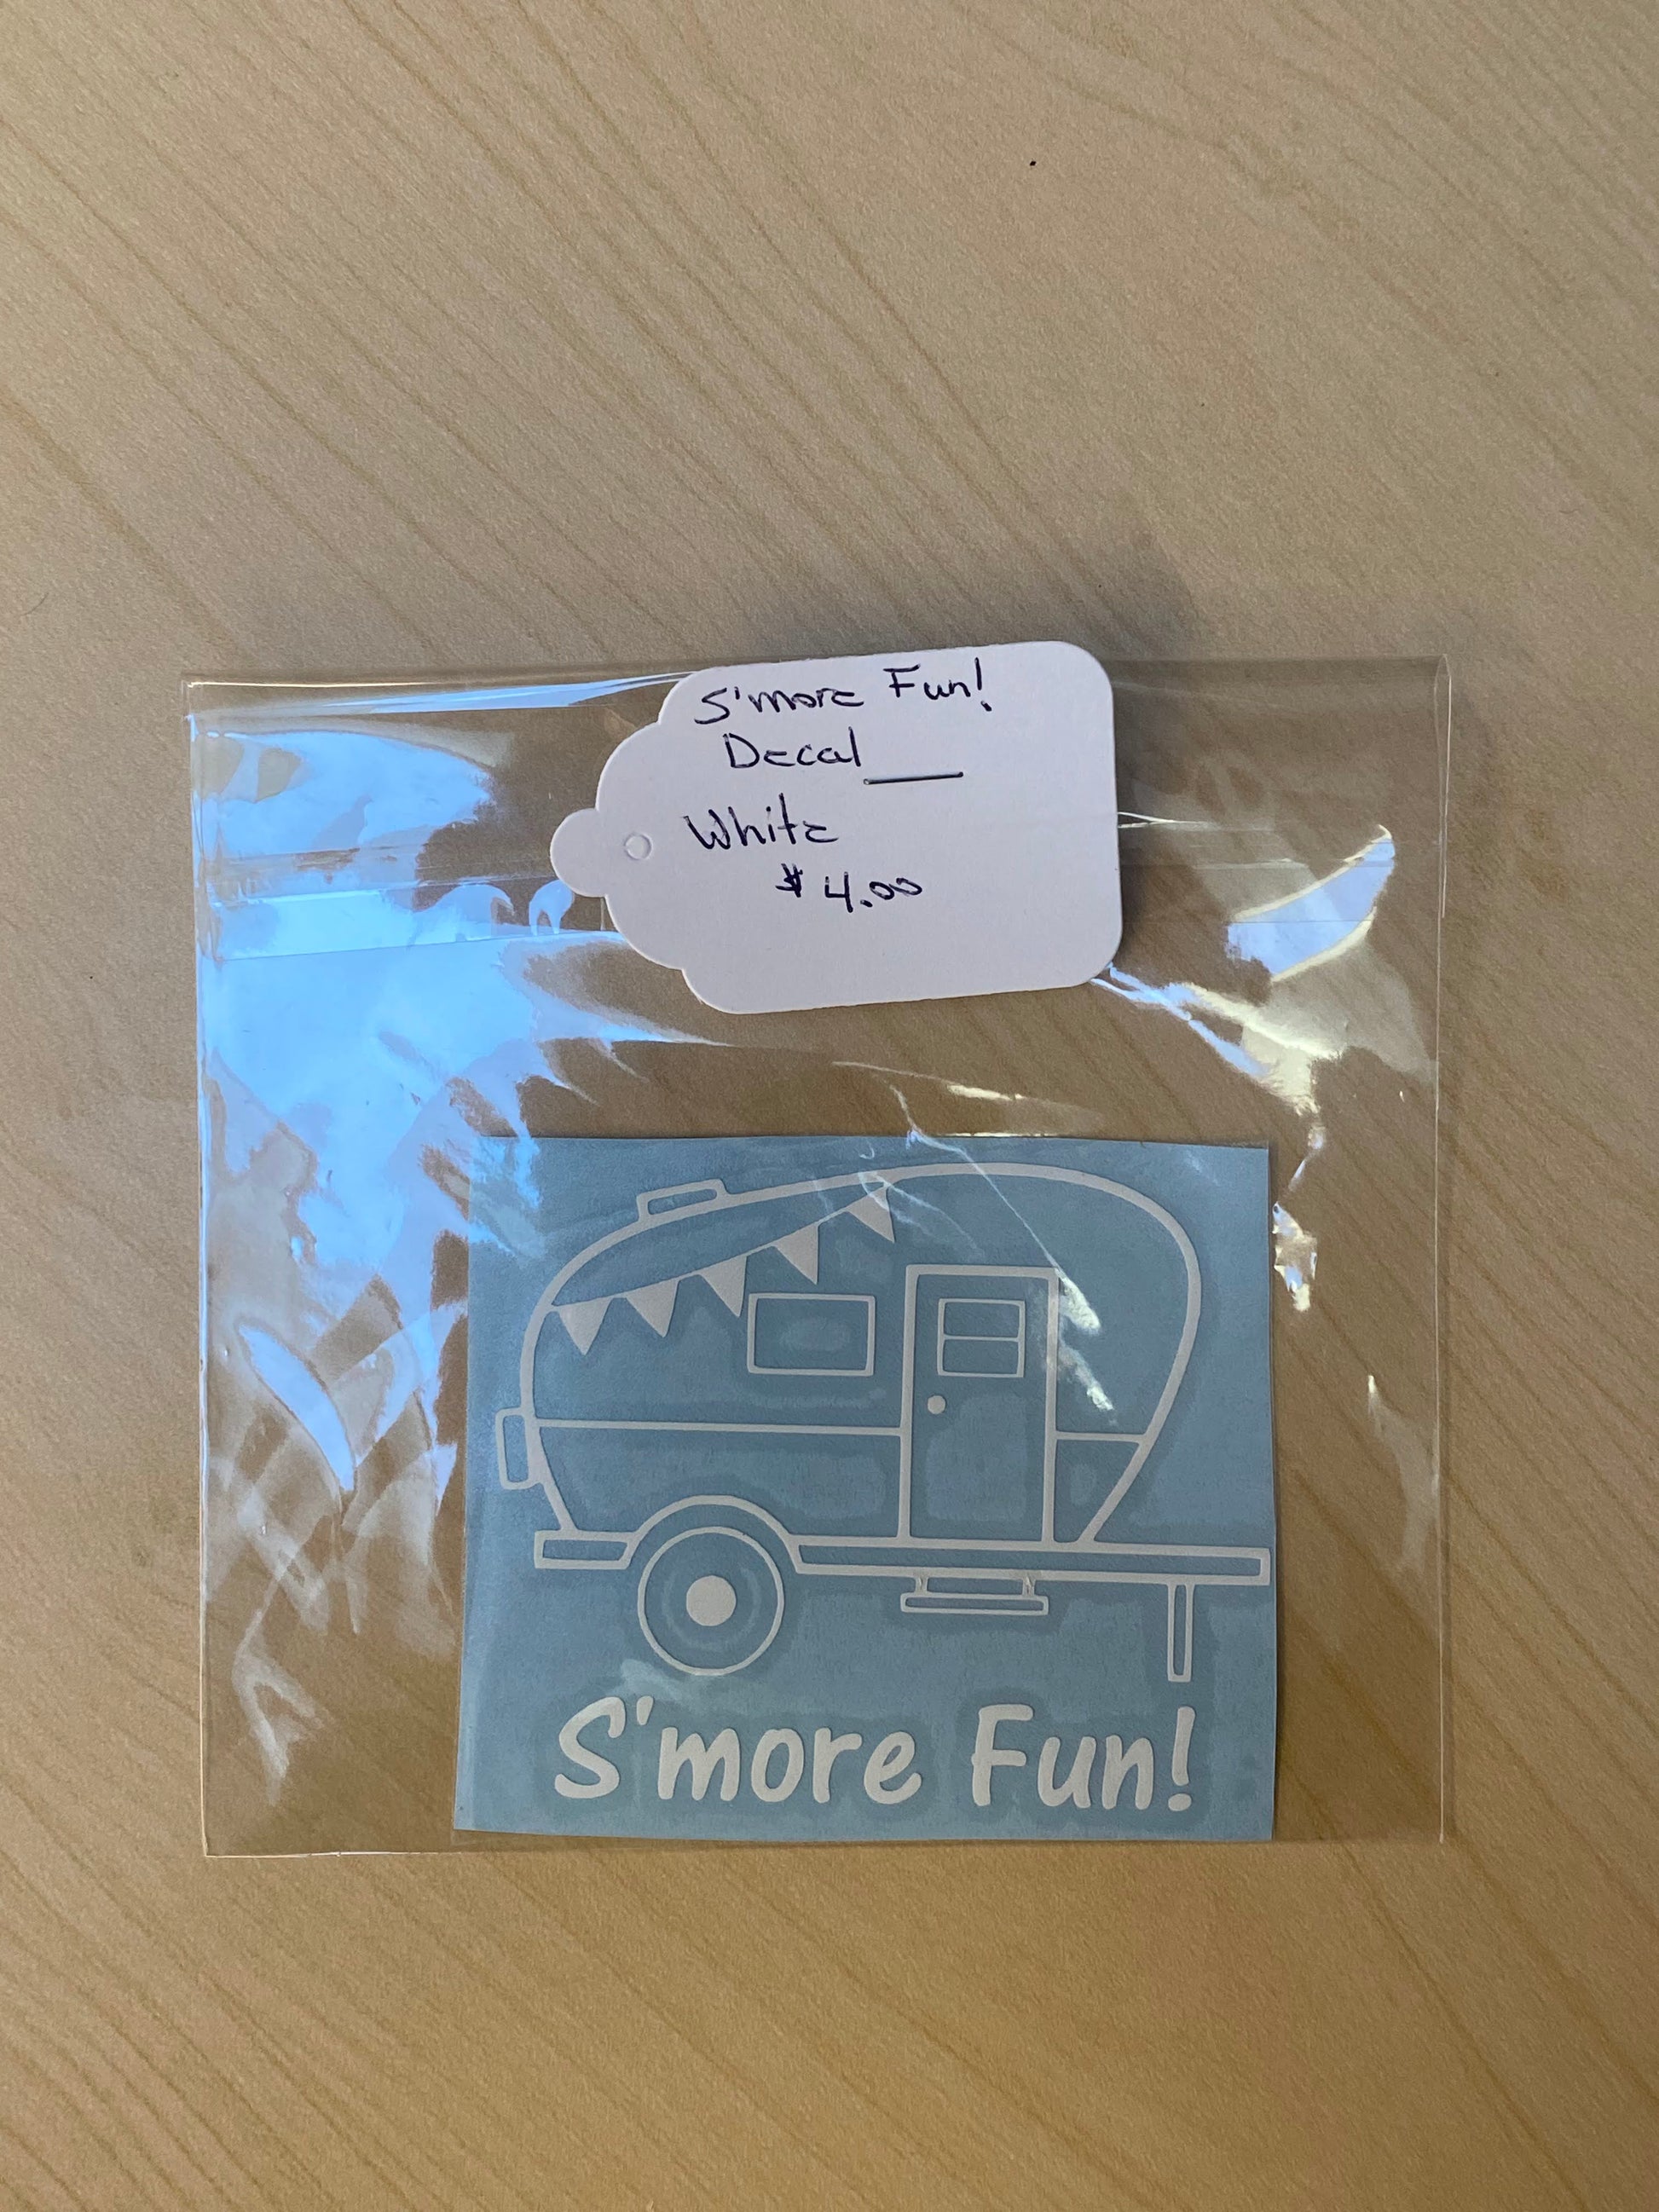 S'more Fun!
Decal
White
$4.00
S'more Fun!